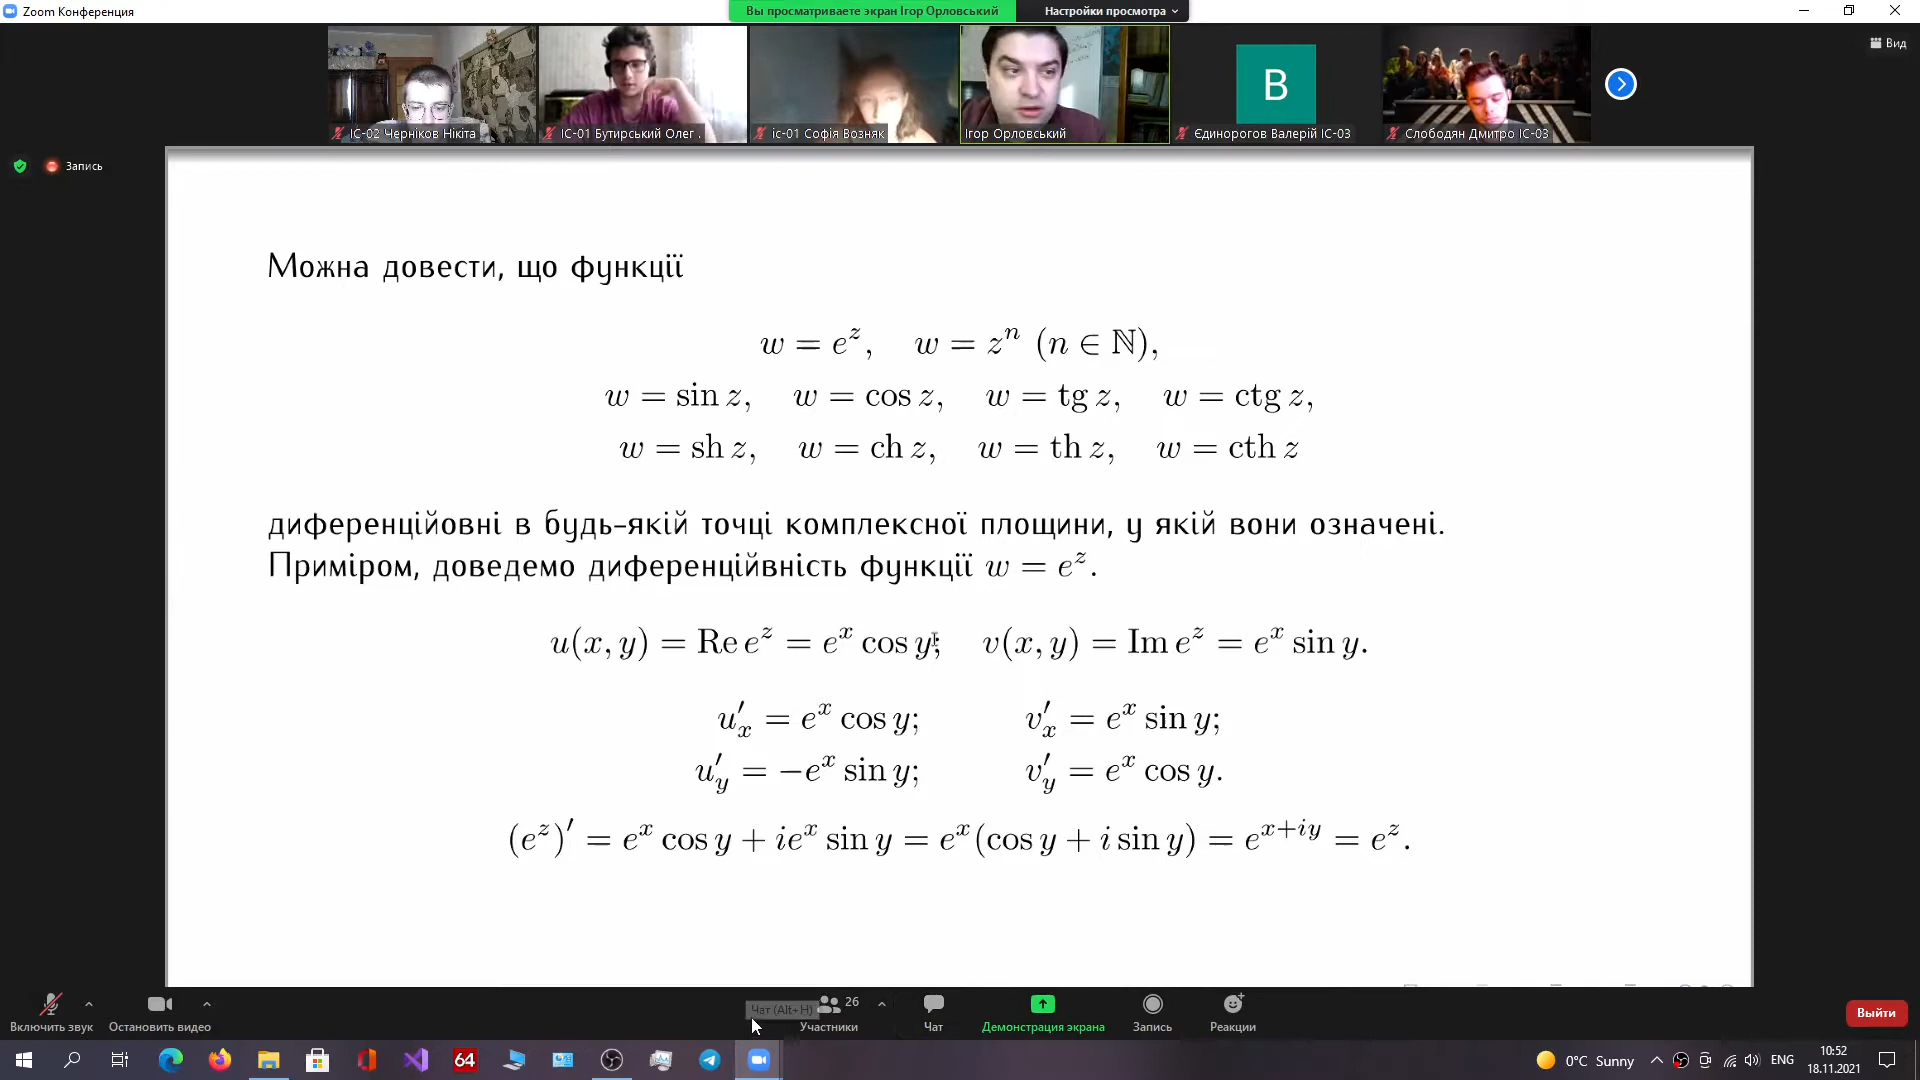 Zoom Конференция
Вы просматриваете экран Ігор Орловський
Настройки просмотра
Вид
ІС-02 Черніков Нікіта
ІС-01 Бутирський Олег .
іс-01 Софія Возняк
Ігор Орловський
В
Єдинорогов Валерій ІС-03
Слободян Дмитро ІС-03
Запись
Можна довести, що функції
w = e^z, w = z^n (n ∈ ℕ),
w = sin z, w = cos z, w = tg z, w = ctg z,
w = sh z, w = ch z, w = th z, w = cth z
диференційовні в будь-якій точці комплексної площини, у якій вони означені.
Приміром, доведемо диференційвність функції w = e^z.
u(x, y) = Re e^z = e^x cos y; v(x, y) = Im e^z = e^x sin y.
u′_x = e^x cos y; v′_x = e^x sin y;
u′_y = −e^x sin y; v′_y = e^x cos y.
(e^z)′ = e^x cos y + ie^x sin y = e^x(cos y + i sin y) = e^{x+iy} = e^z.
Включить звук
Остановить видео
Чат (Alt+H)
26
Участники
Чат
Демонстрация экрана
Запись
Реакции
Выйти
64
0°C Sunny
ENG
10:52
18.11.2021